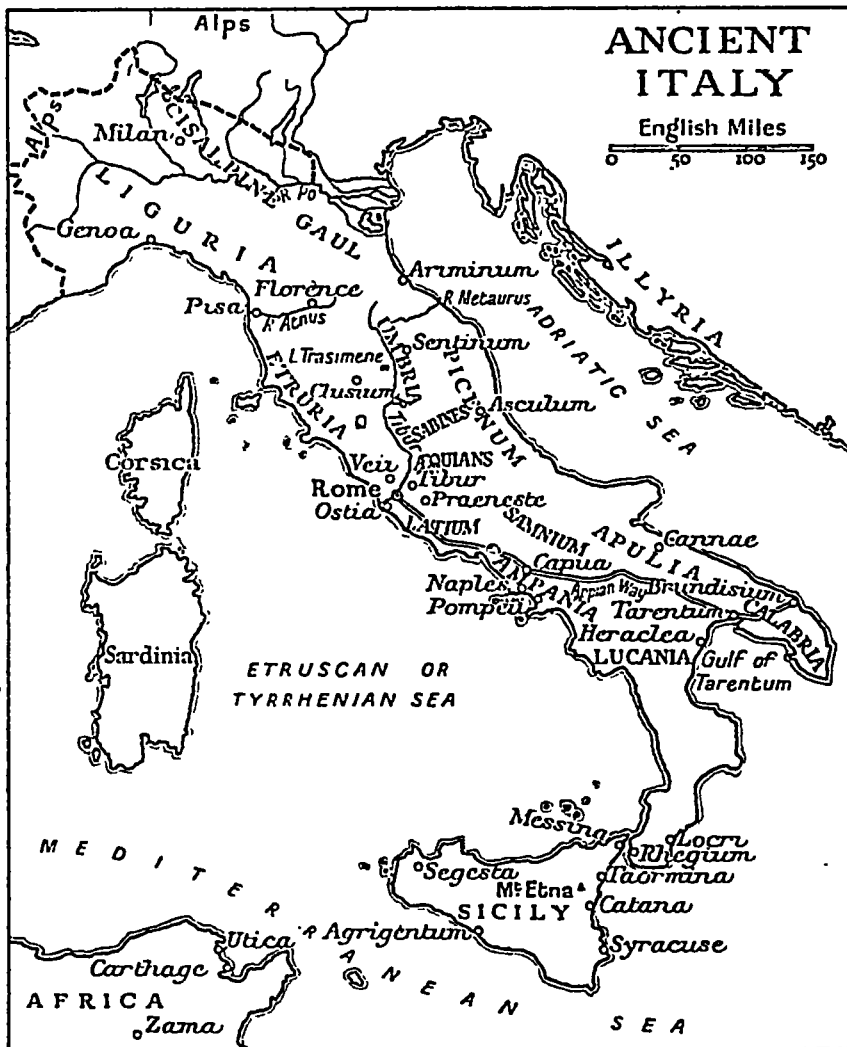 Alps
ANCIENT
ITALY
English Miles
0 50 100 150
Alps
Milan
CISALPINE
GAUL
R Po
LIGURIA
Genoa
ILLYRIA
Ariminum
Florence
Pisa
R Metaurus
ADRIATIC SEA
UMBRIA
Sentinum
L Trasimene
PICENUM
ETRURIA
Clusium
Tibur
SABINES
Asculum
Corsica
Veii
ÆQUIANS
Tibur
Rome
Praeneste
Ostia
LATIUM
SAMNIUM
APULIA
Cannae
Capua
CAMPANIA
Naples
Appian Way
Brundisium
Pompeii
Tarentum
CALABRIA
Heraclea
LUCANIA
Gulf of
Tarentum
Sardinia
ETRUSCAN OR
TYRRHENIAN SEA
Messina
Locri
Rhegium
Segesta
Taormina
Mt Etna
SICILY
Catana
MEDITERRANEAN SEA
Utica
Agrigentum
Syracuse
Carthage
AFRICA
Zama